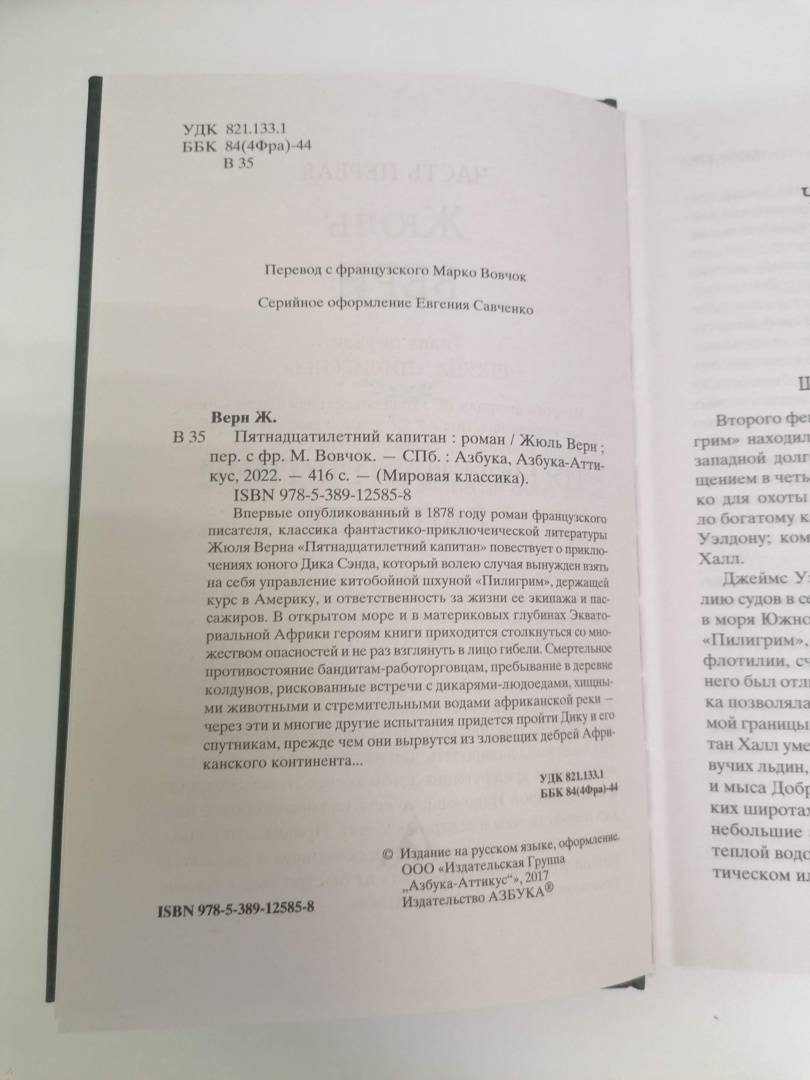 УДК 821.133.1
ББК 84(4Фра)-44
В 35
Перевод с французского Марко Вовчок
Серийное оформление Евгения Савченко
Верн Ж.
В 35 Пятнадцатилетний капитан : роман / Жюль Верн ;
пер. с фр. М. Вовчок. — СПб. : Азбука, Азбука-Атти-
кус, 2022. — 416 с. — (Мировая классика).
ISBN 978-5-389-12585-8
Впервые опубликованный в 1878 году роман французского
писателя, классика фантастико-приключенческой литературы
Жюля Верна «Пятнадцатилетний капитан» повествует о приклю-
чениях юного Дика Сэнда, который волею случая вынужден взять
на себя управление китобойной шхуной «Пилигрим», держащей
курс в Америку, и ответственность за жизни ее экипажа и пас-
сажиров. В открытом море и в материковых глубинах Эквато-
риальной Африки героям книги приходится столкнуться со мно-
жеством опасностей и не раз взглянуть в лицо гибели. Смертельное
противостояние бандитам-работорговцам, пребывание в деревне
колдунов, рискованные встречи с дикарями-людоедами, хищны-
ми животными и стремительными водами африканской реки —
через эти и многие другие испытания придется пройти Дику и его
спутникам, прежде чем они вырвутся из зловещих дебрей Афри-
канского континента...
УДК 821.133.1
ББК 84(4Фра)-44
© Издание на русском языке, оформление.
ООО «Издательская Группа
„Азбука-Аттикус“», 2017
Издательство АЗБУКА®
ISBN 978-5-389-12585-8
Второго фев
грим» находил
западной долг
щением в четь
ко для охоты
ло богатому к
Уэлдону; ком
Халл.
Джеймс Уэ
лию судов в се
в моря Южно
«Пилигрим»,
флотилии, сч
него был отли
ка позволяла
мой границы
тан Халл уме
вучих льдин,
и мыса Добр
ких широтах
небольшие
теплой водо
тическом ил